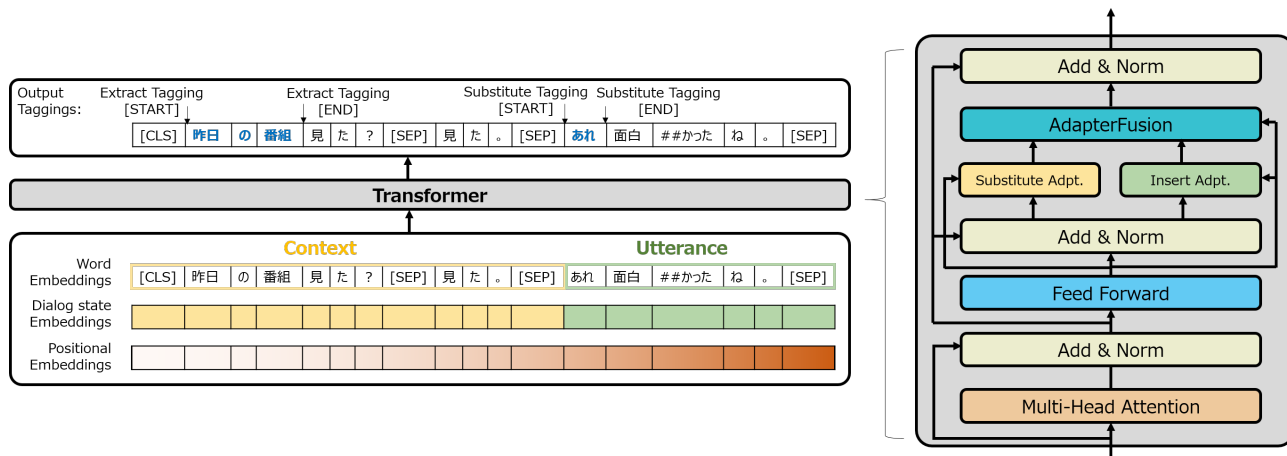 Output Taggings:
Extract Tagging [START]
Extract Tagging [END]
Substitute Tagging [START]
Substitute Tagging [END]
[CLS] 昨日 の 番組 見 た ? [SEP] 見 た 。 [SEP] あれ 面白 ##かった ね 。 [SEP]
Transformer
Context
Utterance
Word Embeddings
[CLS] 昨日 の 番組 見 た ? [SEP] 見 た 。 [SEP] あれ 面白 ##かった ね 。 [SEP]
Dialog state Embeddings
Positional Embeddings
Add & Norm
AdapterFusion
Substitute Adpt.
Insert Adpt.
Add & Norm
Feed Forward
Add & Norm
Multi-Head Attention